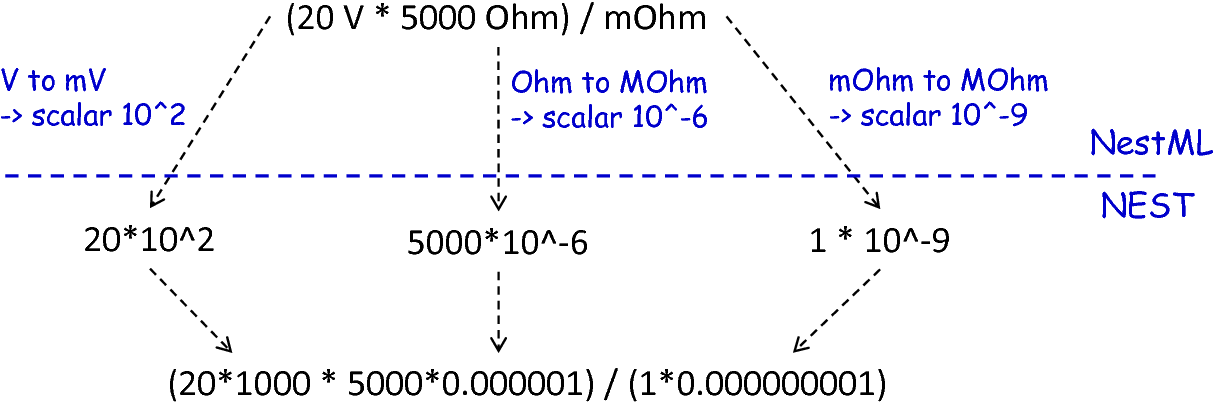 (20 V * 5000 Ohm) / mOhm
V to mV
-> scalar 10^2
Ohm to MOhm
-> scalar 10^-6
mOhm to MOhm
-> scalar 10^-9
NestML
NEST
20*10^2
5000*10^-6
1 * 10^-9
(20*1000 * 5000*0.000001) / (1*0.000000001)